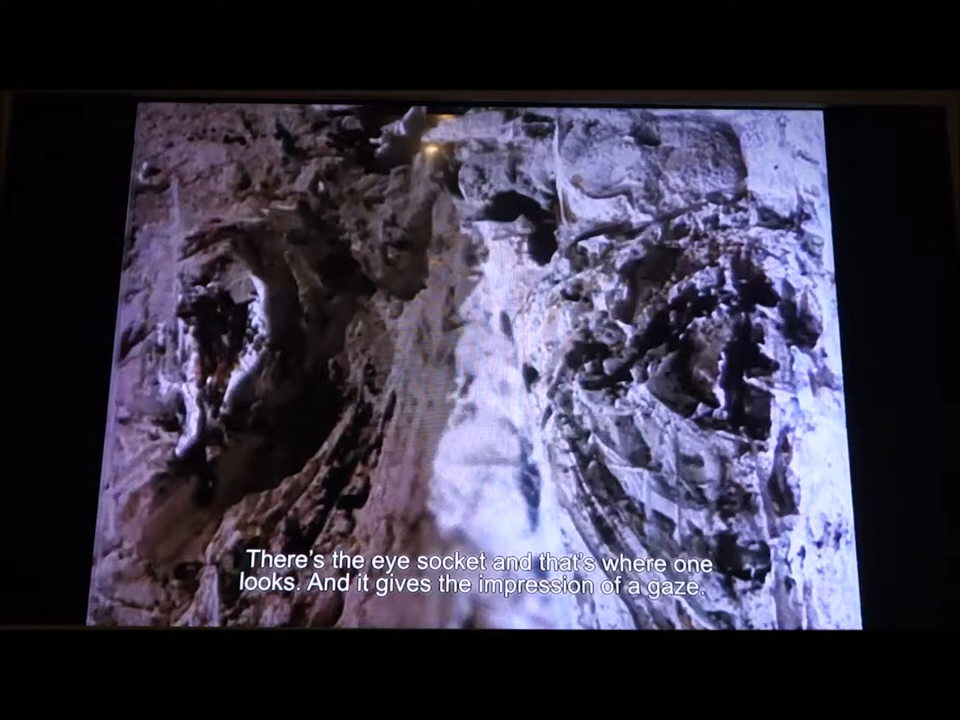 There's the eye socket and that's where one
looks. And it gives the impression of a gaze.